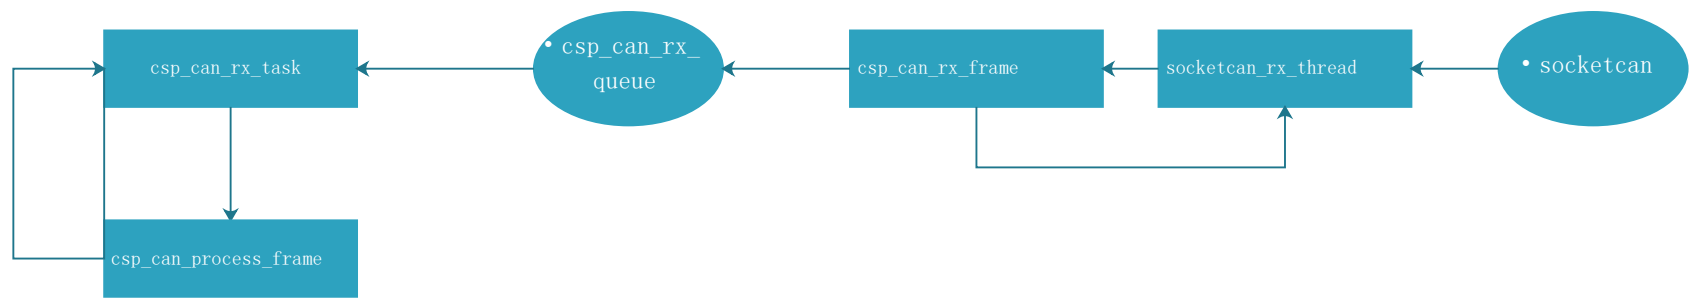 csp_can_rx_task
• csp_can_rx_
queue
csp_can_rx_frame
socketcan_rx_thread
• socketcan
csp_can_process_frame